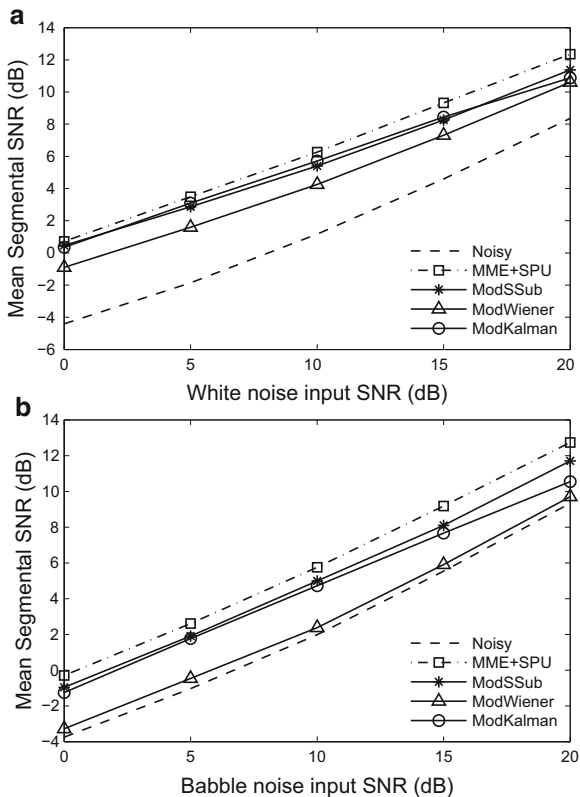 a
Mean Segmental SNR (dB)
14
12
10
8
6
4
2
0
−2
−4
−6
0
5
10
15
20
White noise input SNR (dB)
Noisy
MME+SPU
ModSSub
ModWiener
ModKalman
b
Mean Segmental SNR (dB)
14
12
10
8
6
4
2
0
−2
−4
0
5
10
15
20
Babble noise input SNR (dB)
Noisy
MME+SPU
ModSSub
ModWiener
ModKalman